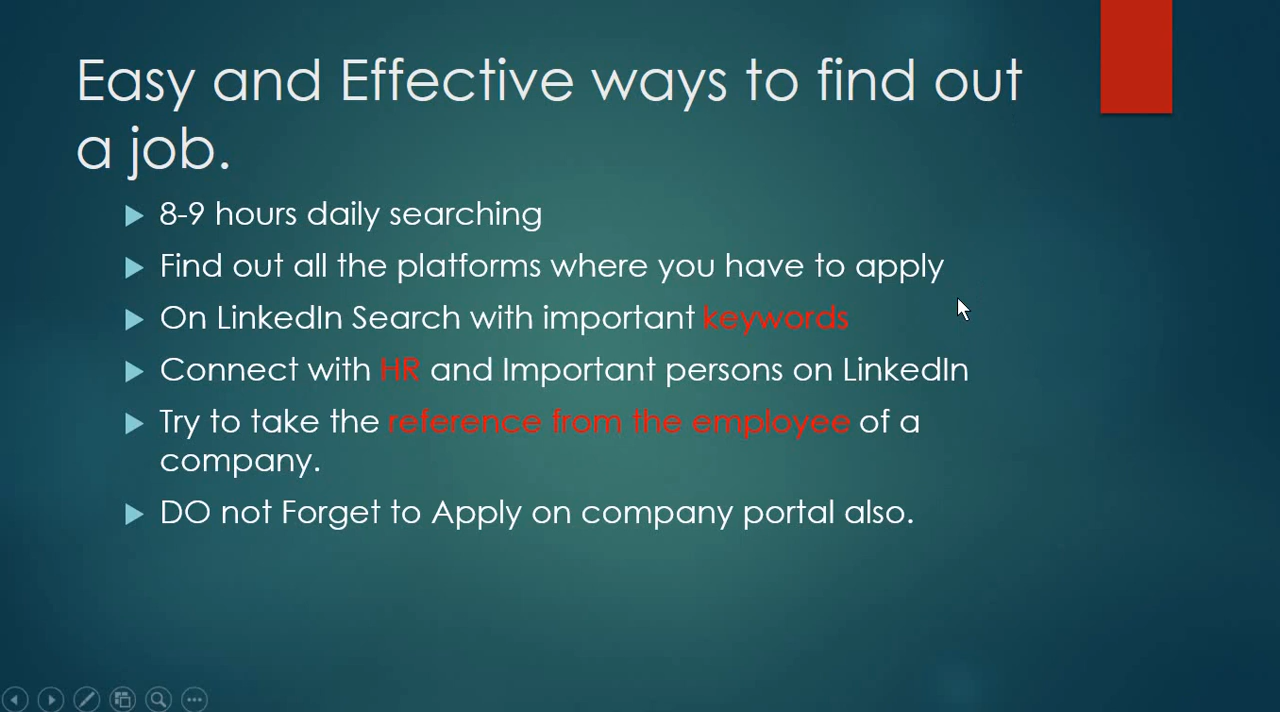 Easy and Effective ways to find out
a job.
8-9 hours daily searching
Find out all the platforms where you have to apply
On LinkedIn Search with important keywords
Connect with HR and Important persons on LinkedIn
Try to take the reference from the employee of a
company.
DO not Forget to Apply on company portal also.